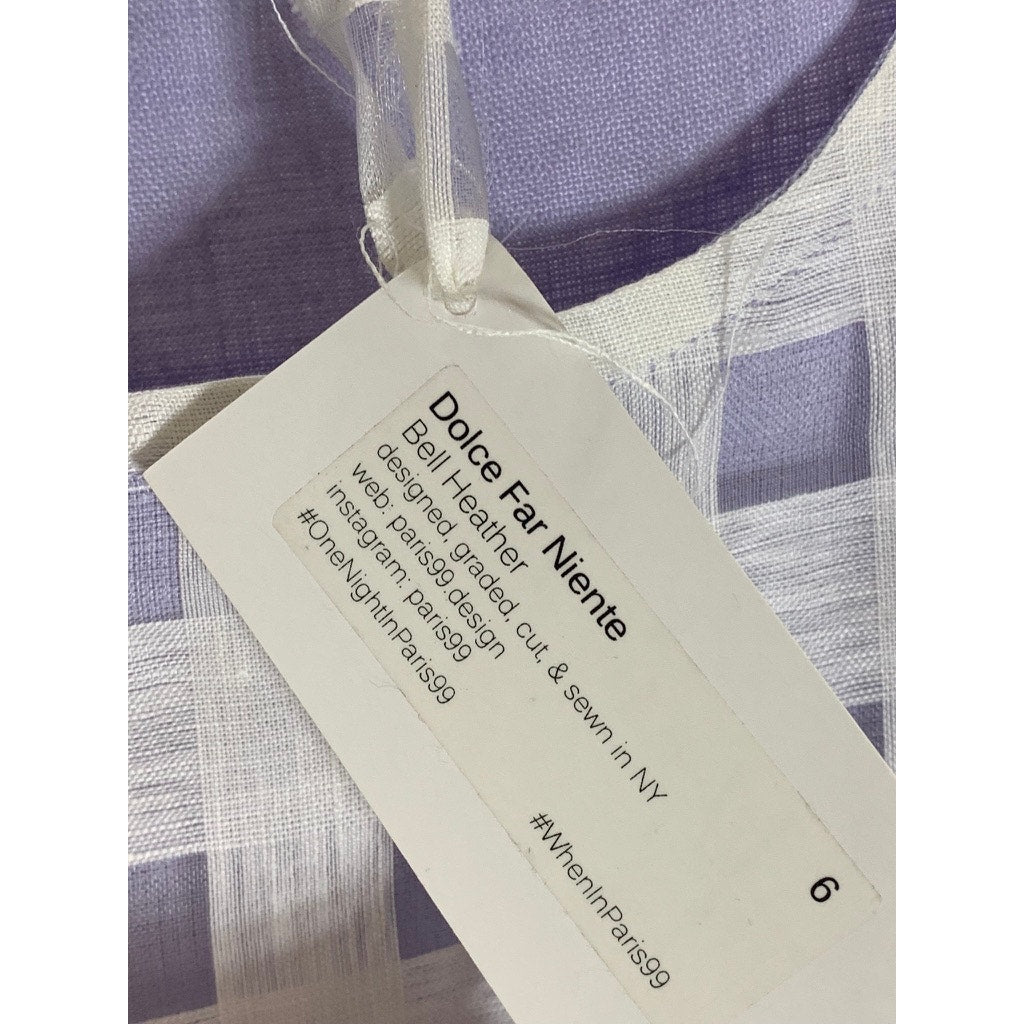 Dolce Far Niente
Bell Heather
designed, graded, cut, & sewn in NY
web: paris99.design
instagram: paris99
#OneNightInParis99
#WhenInParis99
6